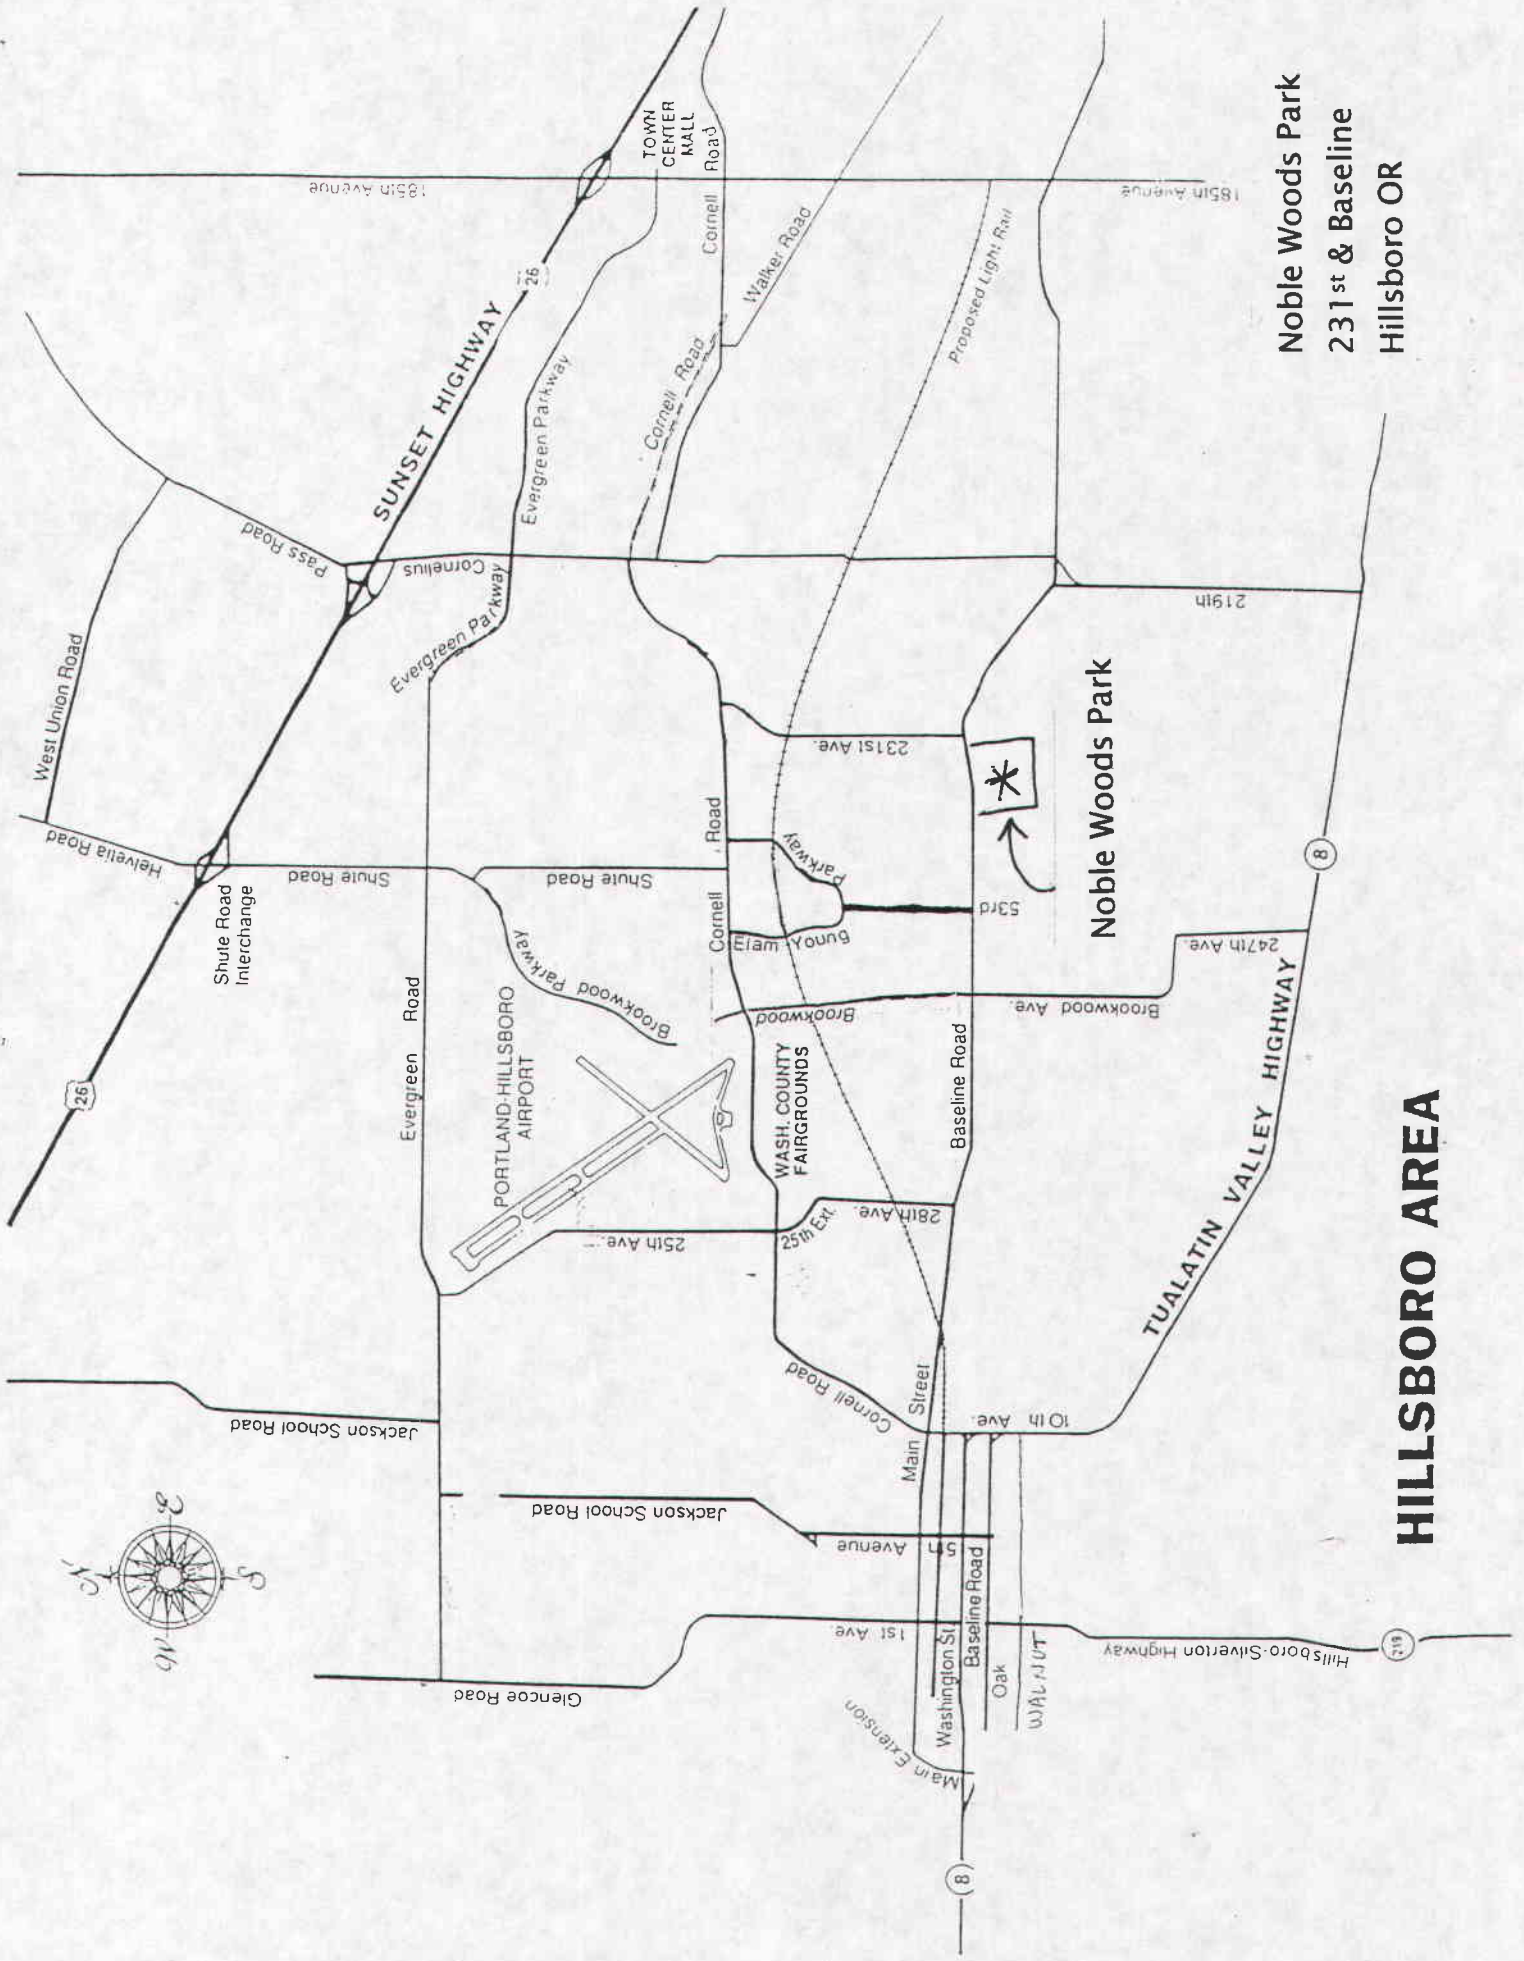 185th Avenue
26
SUNSET HIGHWAY
TOWN
CENTER
MALL
Cornell Road
Walker Road
Proposed Light Rail
185th Avenue
Noble Woods Park
231st & Baseline
Hillsboro OR
Evergreen Parkway
Cornell Road
West Union Road
Cornelius Pass Road
Evergreen Parkway
219th
Helvetia Road
Shute Road
Interchange
Shute Road
Shute Road
Cornell Road
231st Ave.
Elam Young Parkway
53rd
Noble Woods Park
247th Ave.
8
26
Evergreen Road
Brookwood Parkway
PORTLAND-HILLSBORO
AIRPORT
Brookwood
Brookwood Ave.
WASH. COUNTY
FAIRGROUNDS
Baseline Road
TUALATIN VALLEY HIGHWAY
25th Ave.
25th Ext.
28th Ave.
Jackson School Road
Cornell Road
Main Street
10th Ave.
Jackson School Road
5th Avenue
N
E
S
W
Glencoe Road
1st Ave.
Washington St
Baseline Road
Oak
WALNUT
Main Extension
Hillsboro-Silverton Highway
219
8
HILLSBORO AREA